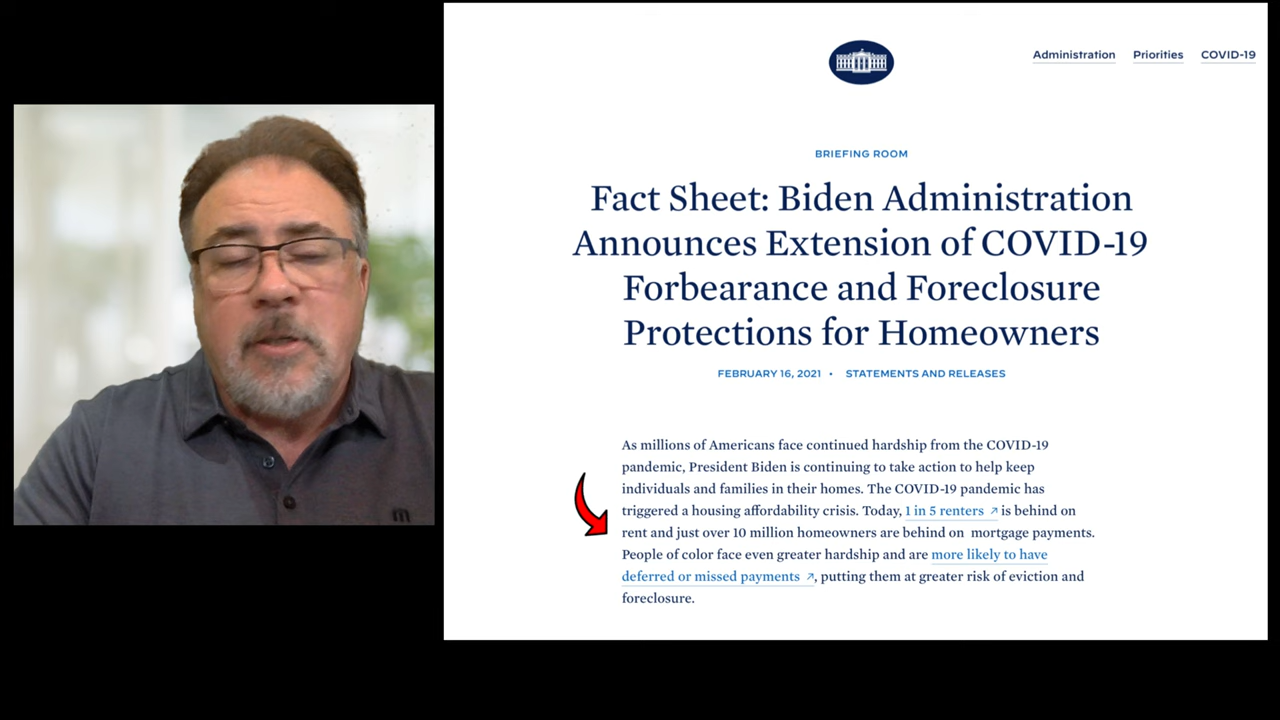 Administration Priorities COVID-19
BRIEFING ROOM
Fact Sheet: Biden Administration
Announces Extension of COVID-19
Forbearance and Foreclosure
Protections for Homeowners
FEBRUARY 16, 2021 • STATEMENTS AND RELEASES
As millions of Americans face continued hardship from the COVID-19
pandemic, President Biden is continuing to take action to help keep
individuals and families in their homes. The COVID-19 pandemic has
triggered a housing affordability crisis. Today, 1 in 5 renters ↗ is behind on
rent and just over 10 million homeowners are behind on mortgage payments.
People of color face even greater hardship and are more likely to have
deferred or missed payments ↗, putting them at greater risk of eviction and
foreclosure.